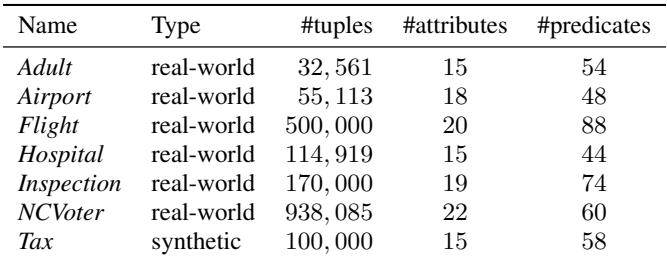 Name Type #tuples #attributes #predicates
Adult real-world 32, 561 15 54
Airport real-world 55, 113 18 48
Flight real-world 500, 000 20 88
Hospital real-world 114, 919 15 44
Inspection real-world 170, 000 19 74
NCVoter real-world 938, 085 22 60
Tax synthetic 100, 000 15 58